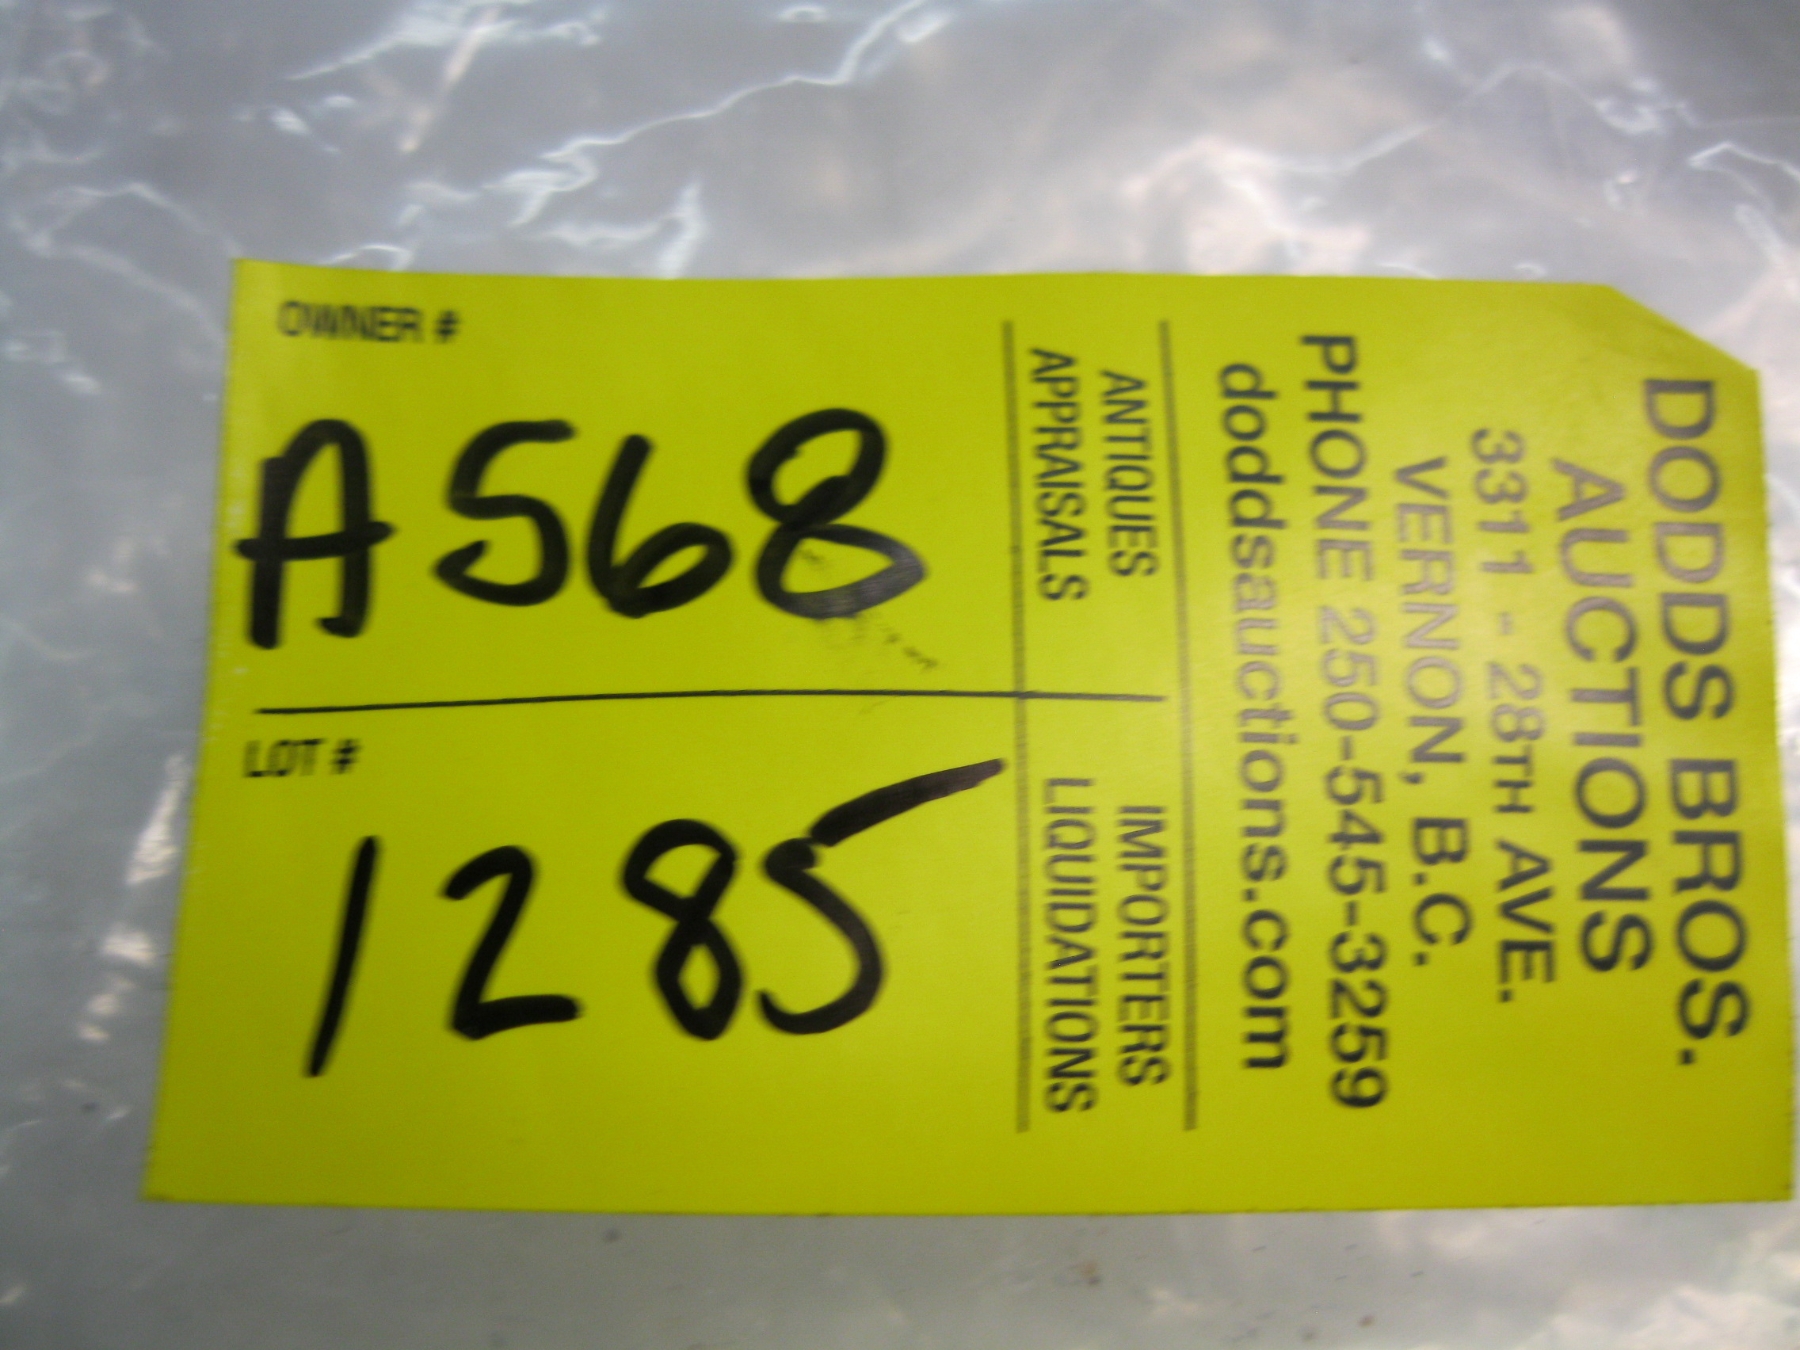 OWNER #
A568
LOT #
1285
DODDS BROS.
AUCTIONS
3311 - 28TH AVE.
VERNON, B.C.
PHONE 250-545-3259
doddsauctions.com
ANTIQUES IMPORTERS
APPRAISALS LIQUIDATIONS